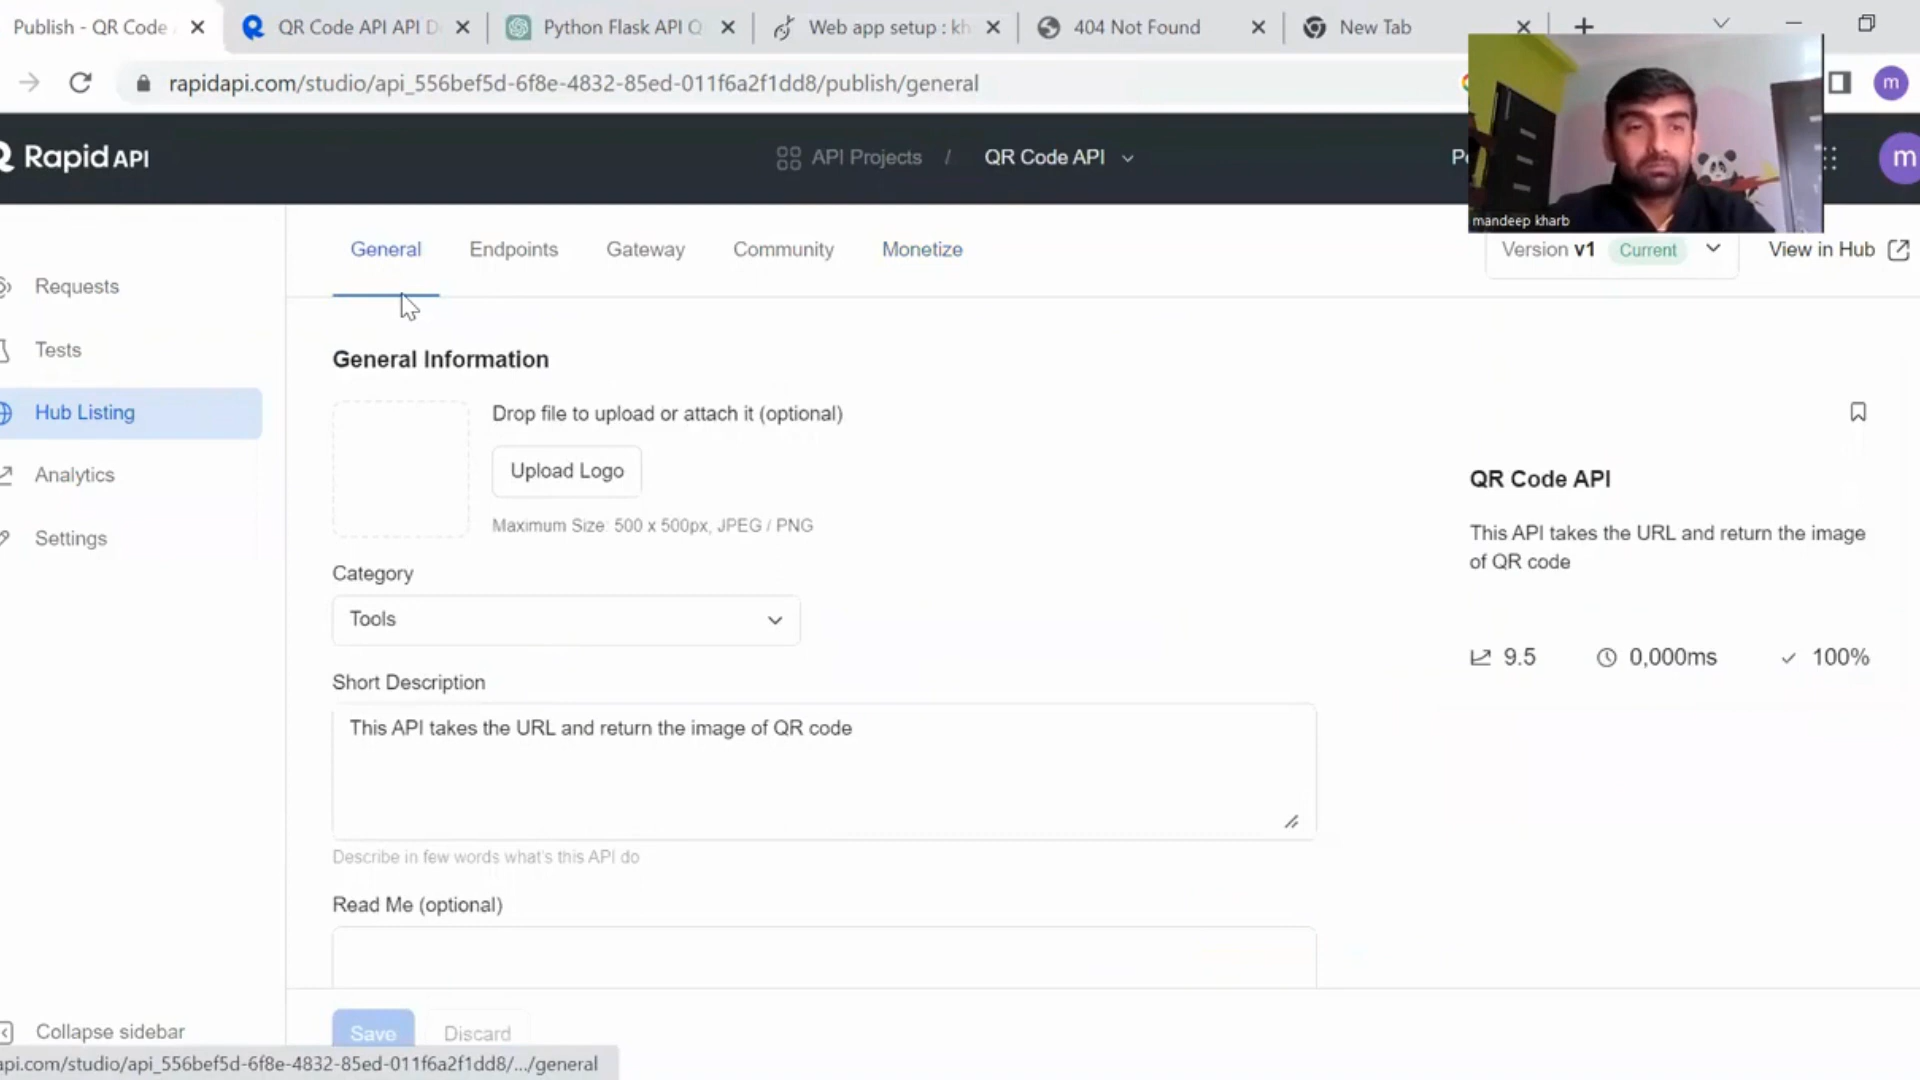 Publish - QR Code
QR Code API API D
Python Flask API Q
Web app setup : kh
404 Not Found
New Tab
rapidapi.com/studio/api_556bef5d-6f8e-4832-85ed-011f6a2f1dd8/publish/general
m
Rapid API
API Projects / QR Code API
m
mandeep kharb
General
Endpoints
Gateway
Community
Monetize
Version v1 Current
View in Hub
Requests
Tests
Hub Listing
Analytics
Settings
General Information
Drop file to upload or attach it (optional)
Upload Logo
Maximum Size: 500 x 500px, JPEG / PNG
Category
Tools
Short Description
This API takes the URL and return the image of QR code
Describe in few words what's this API do
Read Me (optional)
QR Code API
This API takes the URL and return the image
of QR code
9.5
0,000ms
100%
Save
Discard
Collapse sidebar
api.com/studio/api_556bef5d-6f8e-4832-85ed-011f6a2f1dd8/.../general